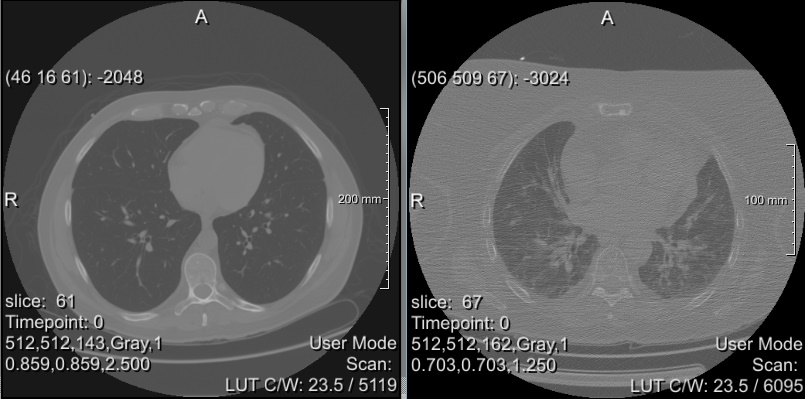 A
(46 16 61): -2048
R
200 mm
slice: 61
Timepoint: 0
512,512,143,Gray,1
User Mode
0.859,0.859,2.500
Scan:
LUT C/W: 23.5 / 5119
A
(506 509 67): -3024
R
100 mm
slice: 67
Timepoint: 0
512,512,162,Gray,1
User Mode
0.703,0.703,1.250
Scan:
LUT C/W: 23.5 / 6095